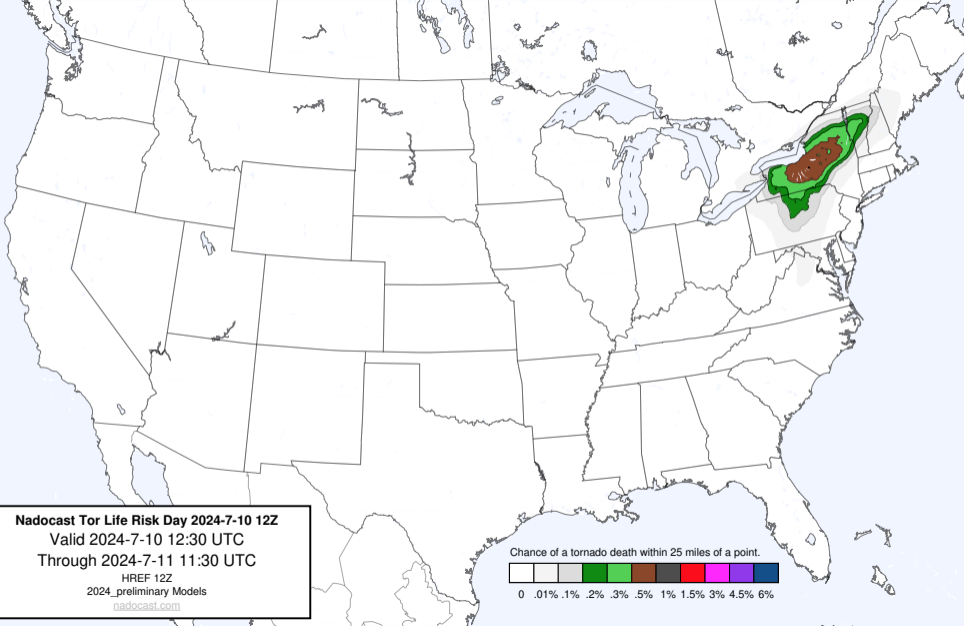 Nadocast Tor Life Risk Day 2024-7-10 12Z
Valid 2024-7-10 12:30 UTC
Through 2024-7-11 11:30 UTC
HREF 12Z
2024_preliminary Models
nadocast.com
Chance of a tornado death within 25 miles of a point.
0 .01% .1% .2% .3% .5% 1% 1.5% 3% 4.5% 6%